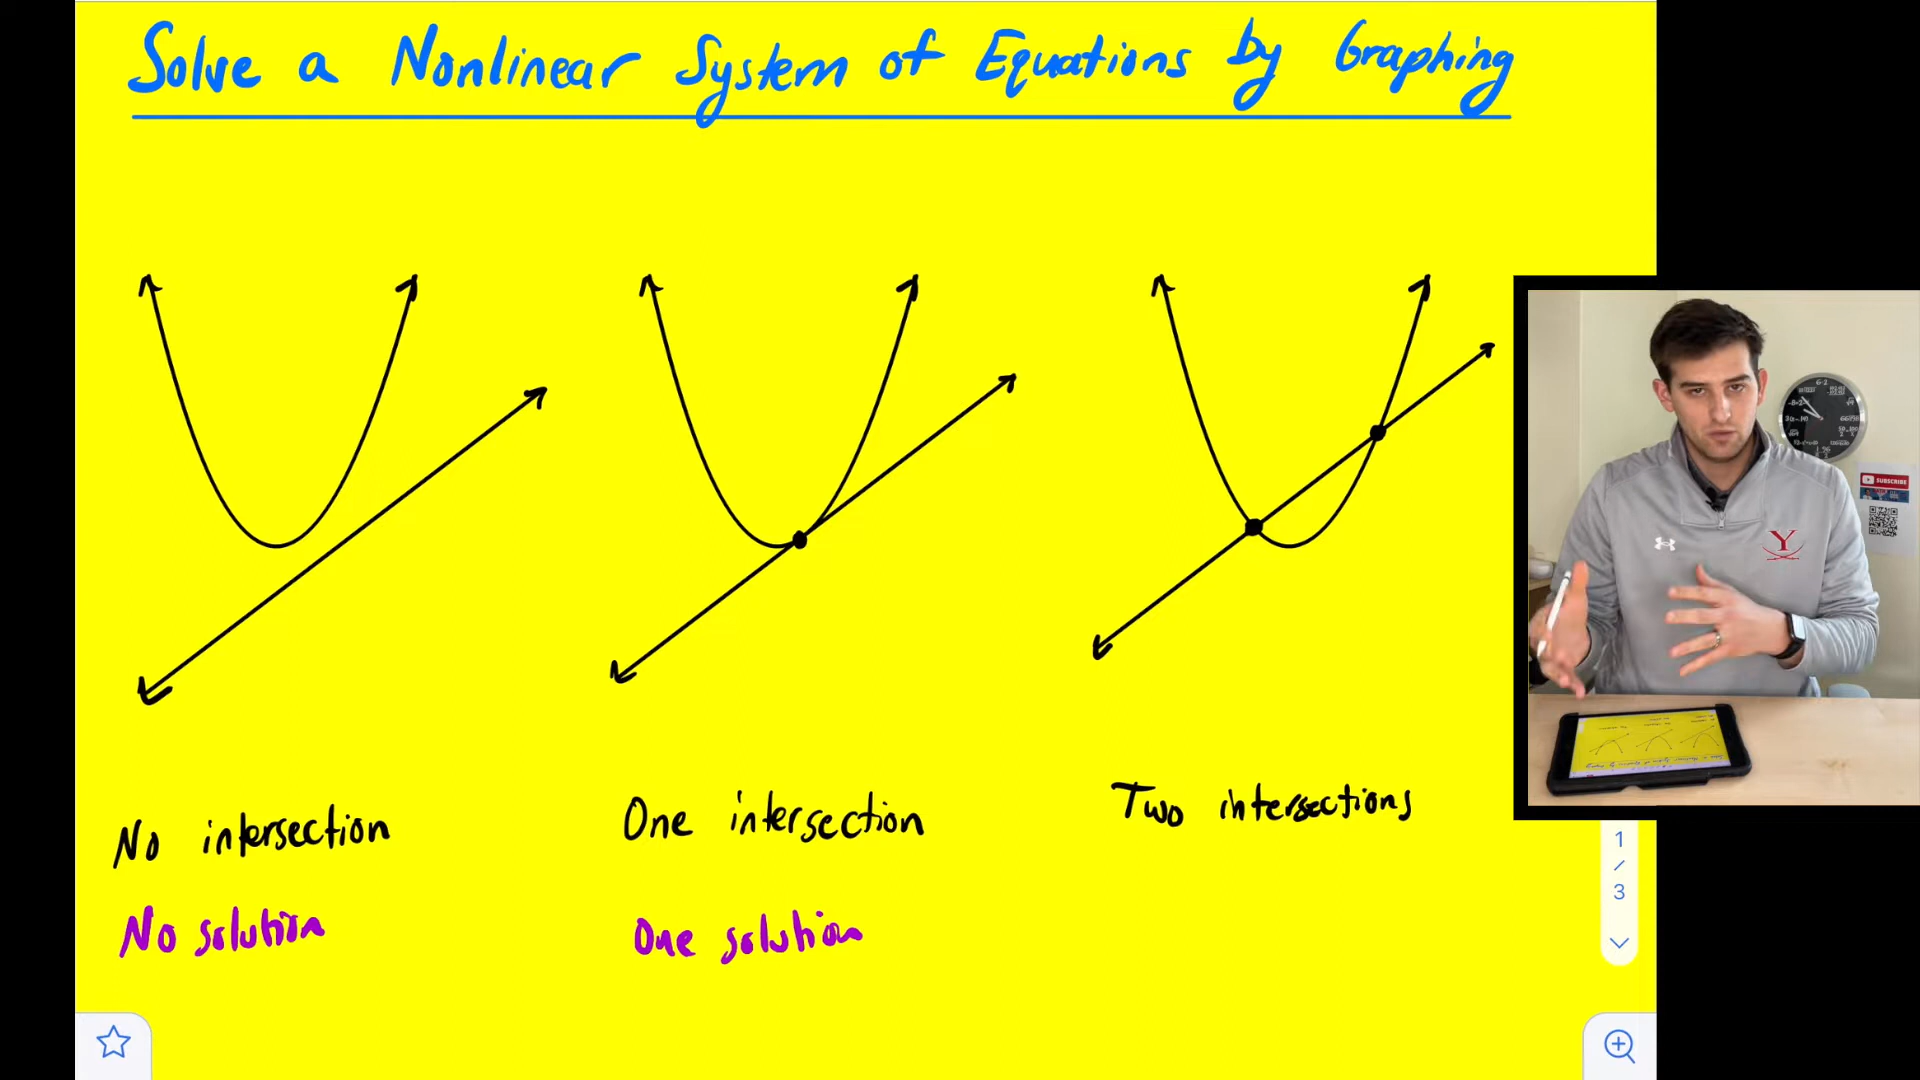 Solve a Nonlinear System of Equations by Graphing
No intersection
One intersection
Two intersections
No solution
One solution
SUBSCRIBE
Y
1
/
3